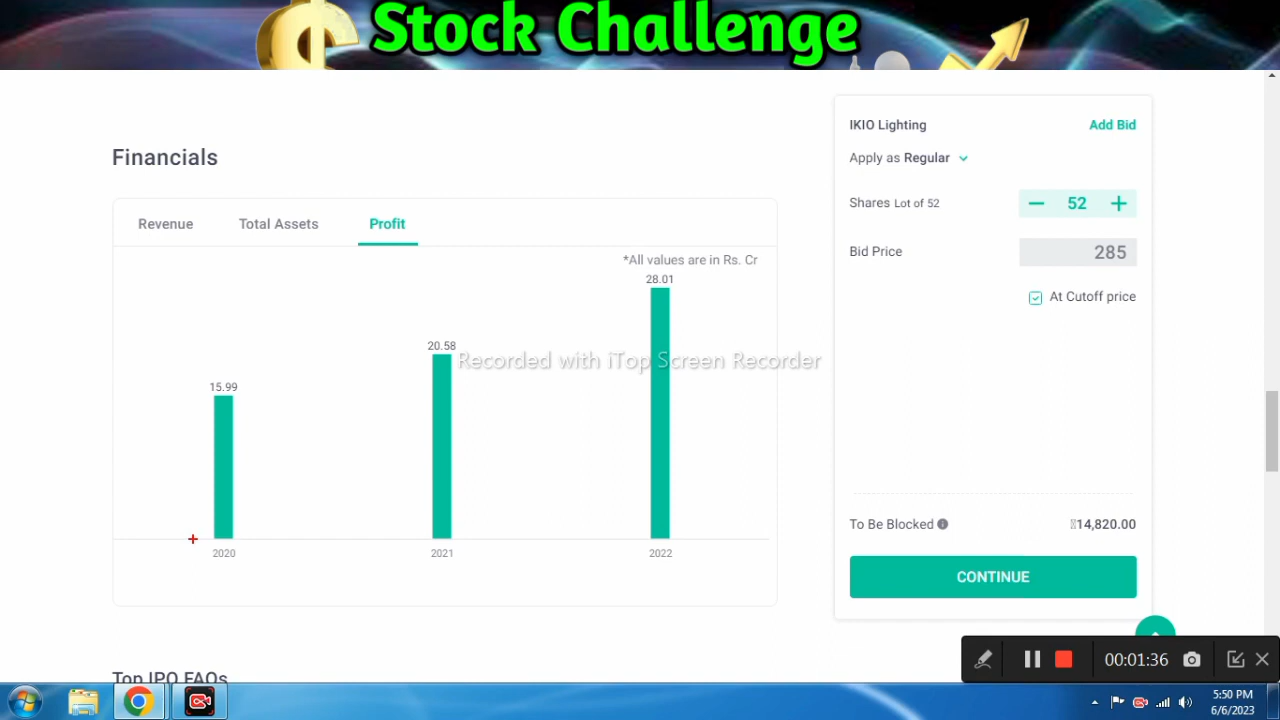 Stock Challenge
Financials
Revenue Total Assets Profit
*All values are in Rs. Cr
28.01
20.58
15.99
2020 2021 2022
Recorded with iTop Screen Recorder
Top IPO FAQs
IKIO Lighting Add Bid
Apply as Regular
Shares Lot of 52 − 52 +
Bid Price 285
At Cutoff price
To Be Blocked 14,820.00
CONTINUE
00:01:36
5:50 PM
6/6/2023